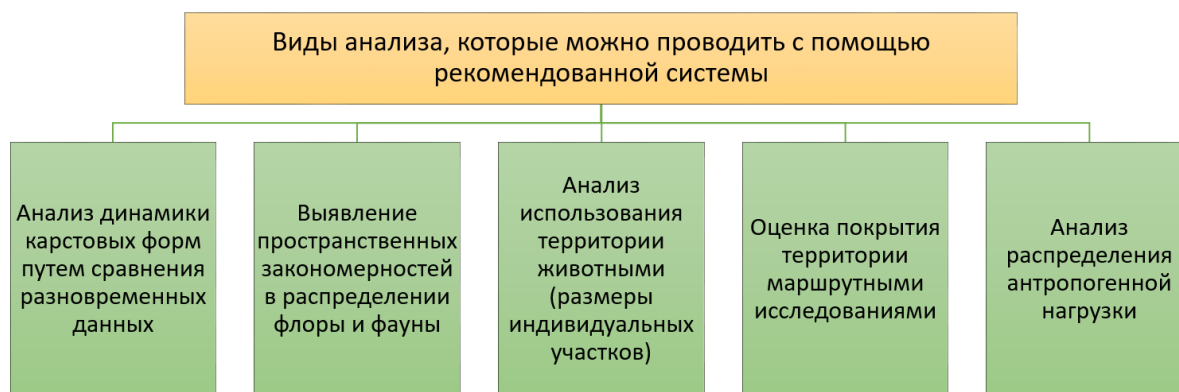 Виды анализа, которые можно проводить с помощью
рекомендованной системы
Анализ динамики
карстовых форм
путем сравнения
разновременных
данных
Выявление
пространственных
закономерностей
в распределении
флоры и фауны
Анализ
использования
территории
животными
(размеры
индивидуальных
участков)
Оценка покрытия
территории
маршрутными
исследованиями
Анализ
распределения
антропогенной
нагрузки